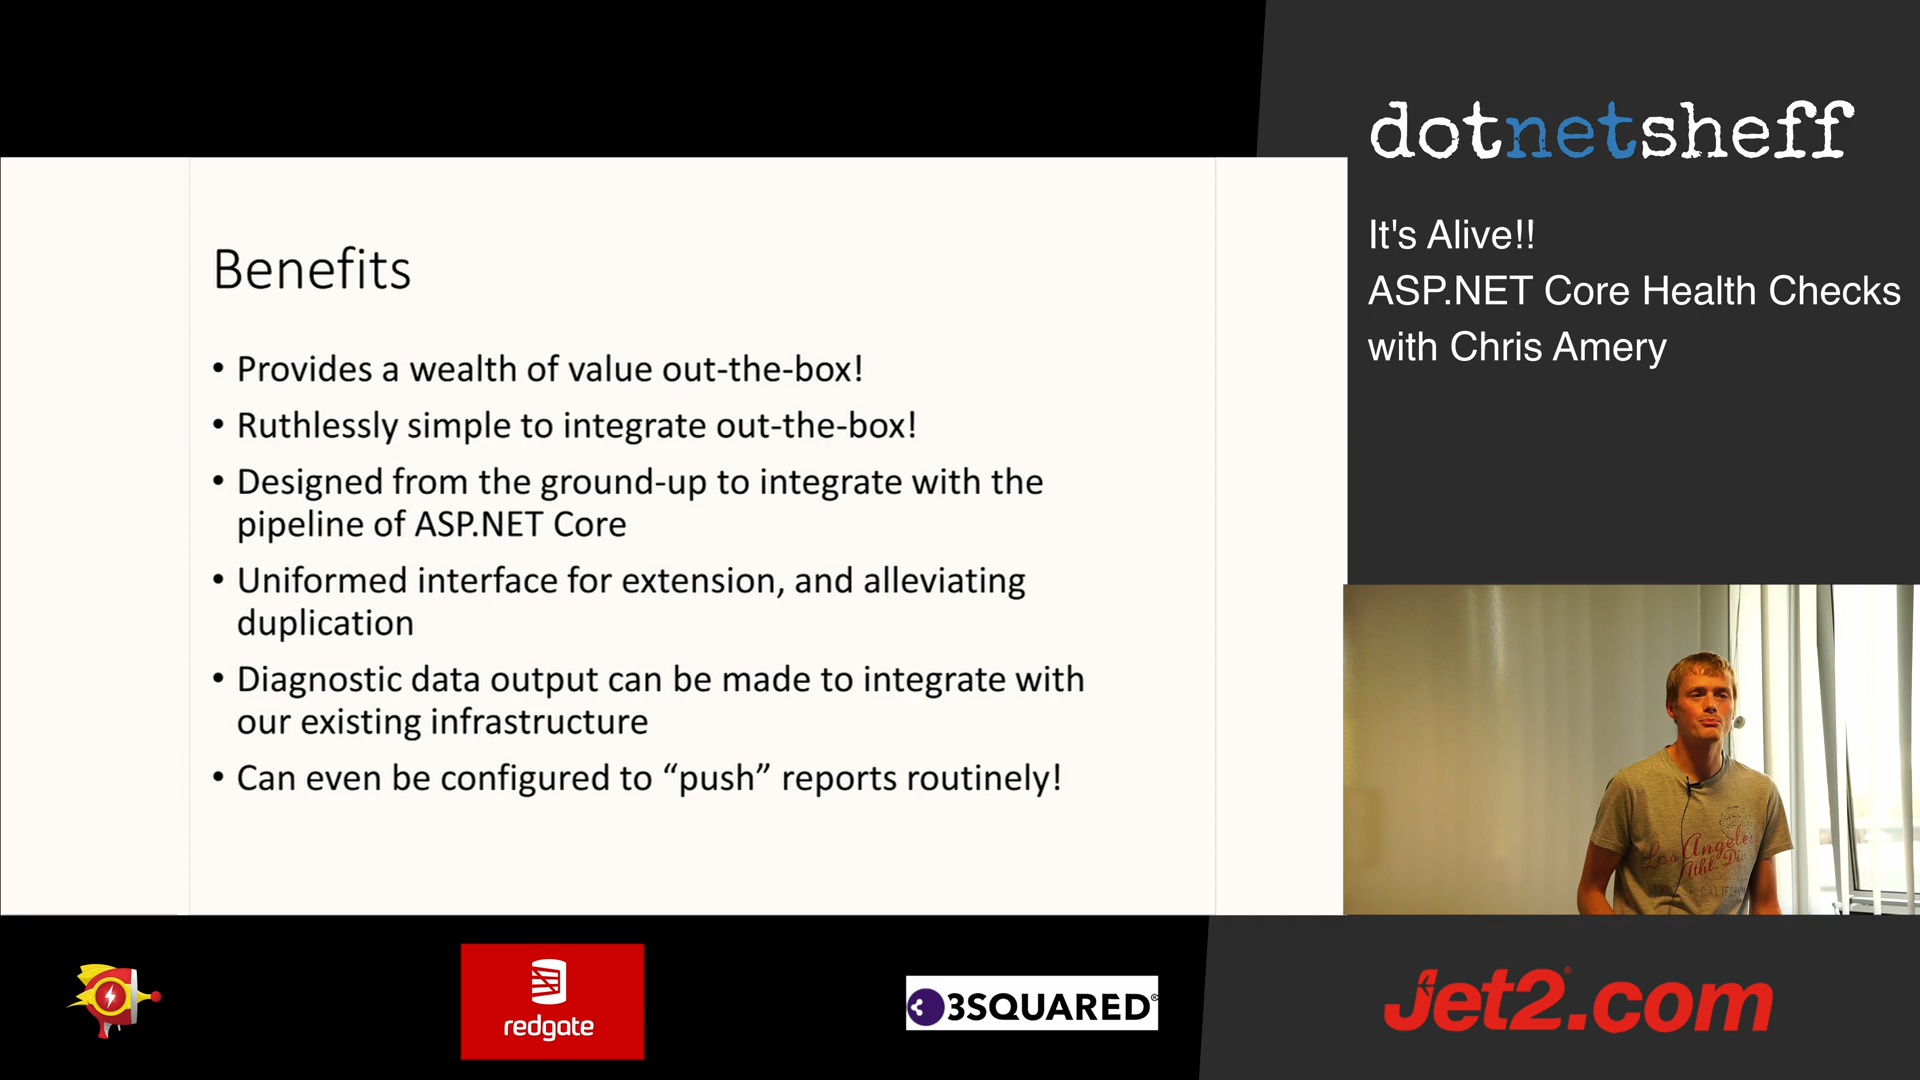 dotnetsheff
It's Alive!!
ASP.NET Core Health Checks
with Chris Amery
Benefits
• Provides a wealth of value out-the-box!
• Ruthlessly simple to integrate out-the-box!
• Designed from the ground-up to integrate with the
pipeline of ASP.NET Core
• Uniformed interface for extension, and alleviating
duplication
• Diagnostic data output can be made to integrate with
our existing infrastructure
• Can even be configured to “push” reports routinely!
Los Angeles
Athl.
redgate
3SQUARED®
Jet2.com